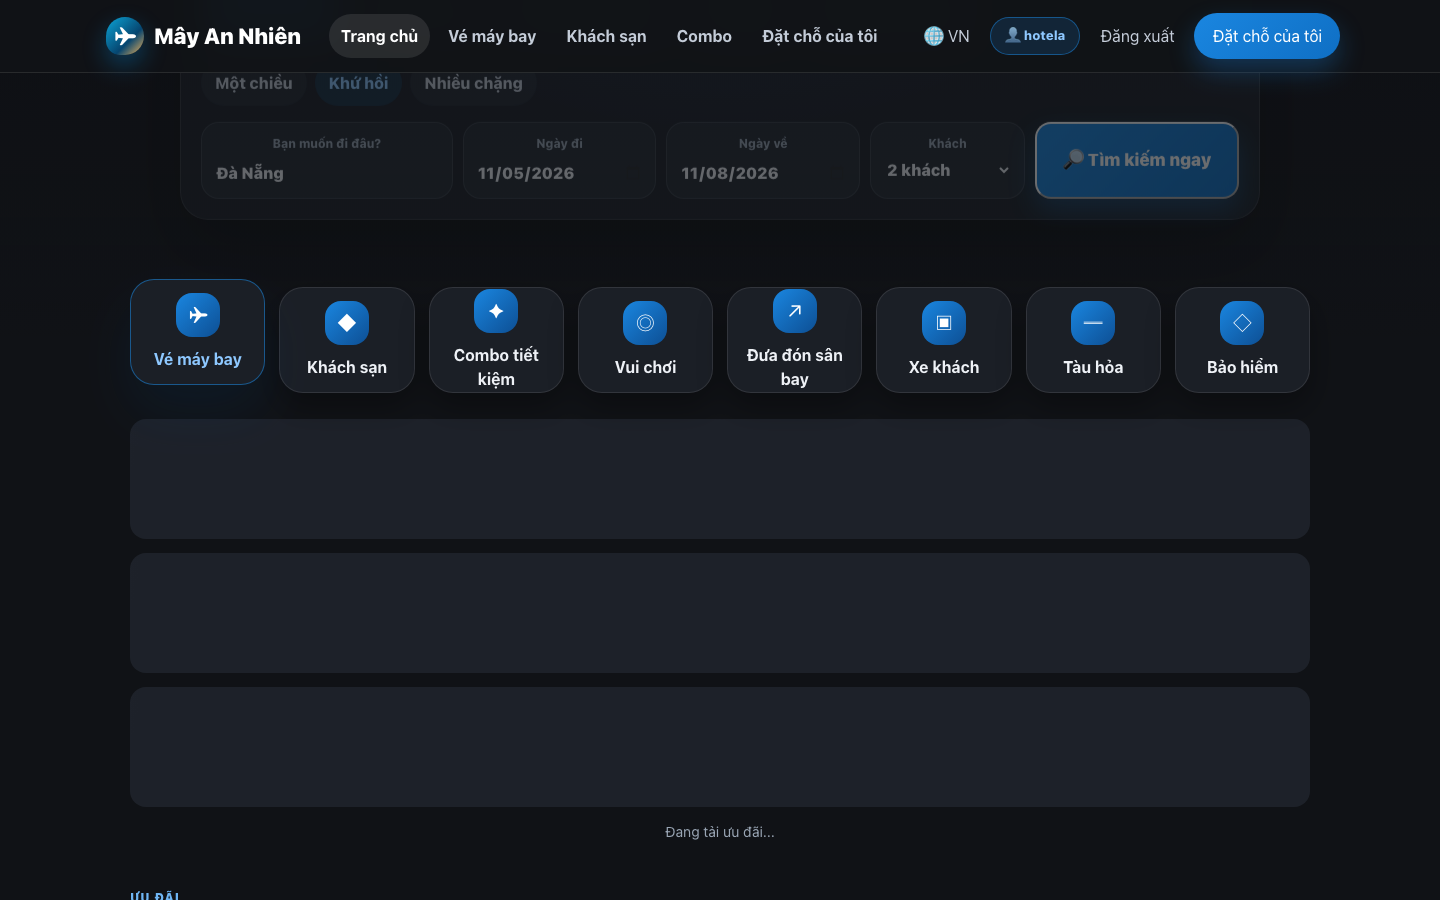 Mây An Nhiên
Trang chủ
Vé máy bay
Khách sạn
Combo
Đặt chỗ của tôi
VN
hotela
Đăng xuất
Đặt chỗ của tôi
Một chiều
Khứ hồi
Nhiều chặng
Bạn muốn đi đâu?
Đà Nẵng
Ngày đi
11/05/2026
Ngày về
11/08/2026
Khách
2 khách
Tìm kiếm ngay
Vé máy bay
Khách sạn
Combo tiết
kiệm
Vui chơi
Đưa đón sân
bay
Xe khách
Tàu hỏa
Bảo hiểm
Đang tải ưu đãi...
ƯU ĐÃI